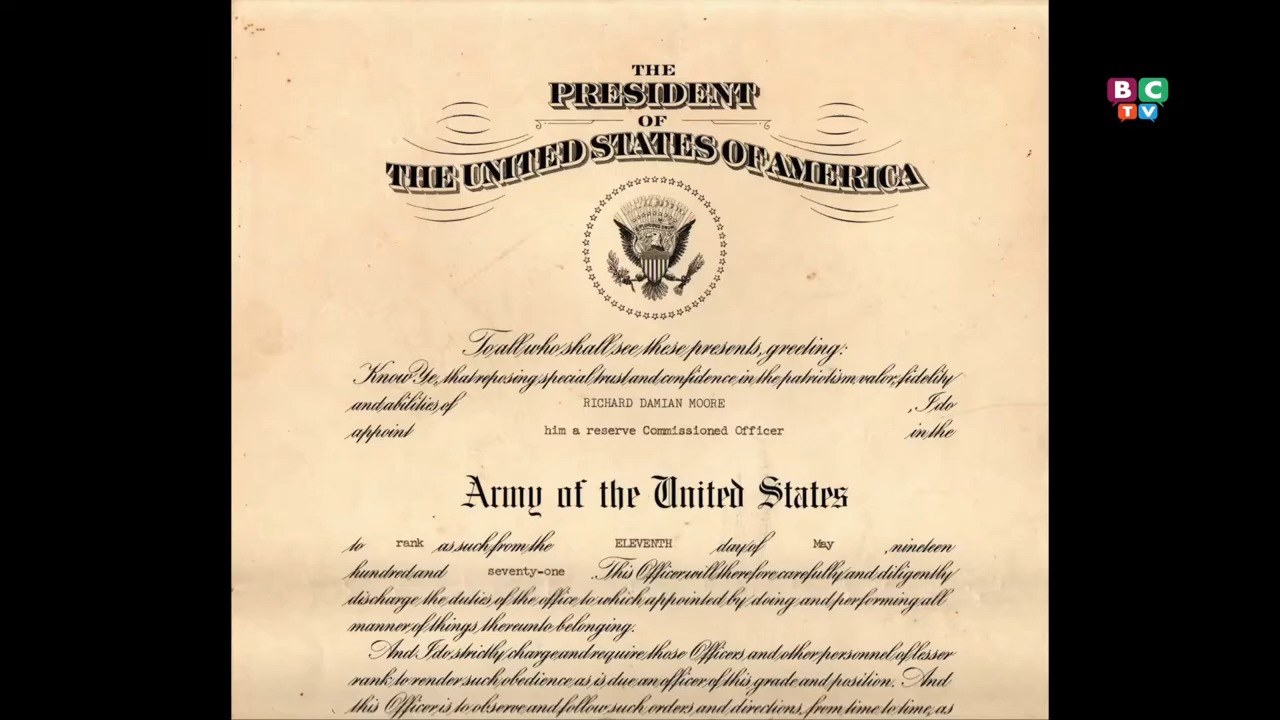 THE
PRESIDENT
OF
THE UNITED STATES OF AMERICA
To all who shall see these presents, greeting:
Know Ye, that reposing special trust and confidence in the patriotism, valor, fidelity
and abilities of RICHARD DAMIAN MOORE , I do
appoint him a reserve Commissioned Officer in the
Army of the United States
to rank as such from the ELEVENTH day of May , nineteen
hundred and seventy-one . This Officer will therefore carefully and diligently
discharge the duties of the office to which appointed by doing and performing all
manner of things thereunto belonging.
And I do strictly charge and require those Officers and other personnel of lesser
rank to render such obedience as is due an officer of this grade and position. And
this Officer is to observe and follow such orders and directions, from time to time, as
BC
TV